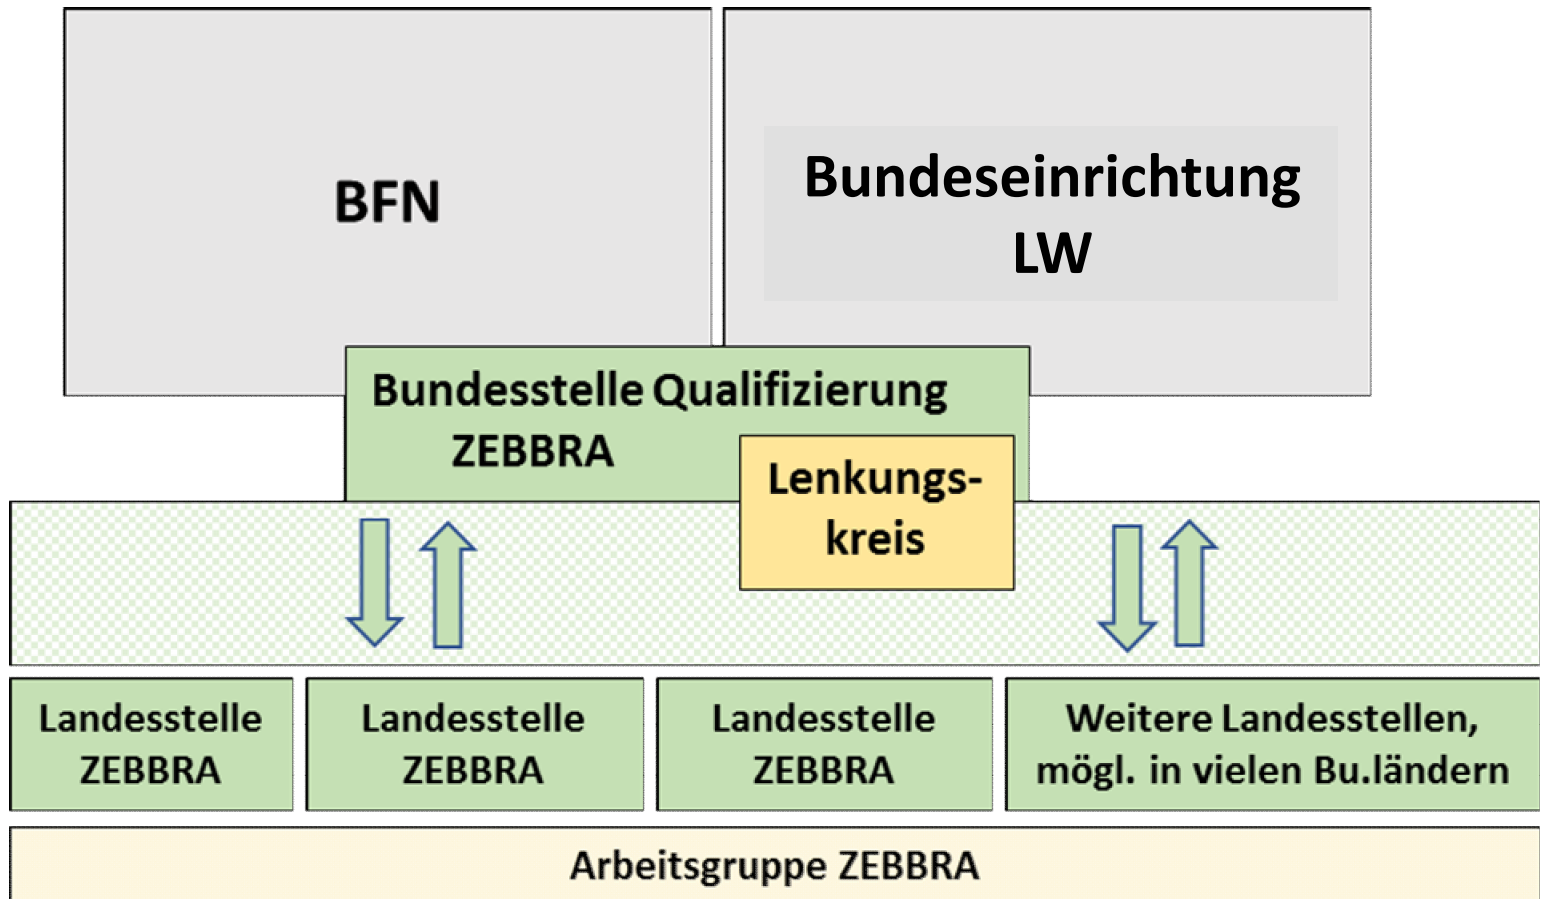 BFN
Bundeseinrichtung
LW
Bundesstelle Qualifizierung
ZEBBRA
Lenkungs-
kreis
Landesstelle
ZEBBRA
Landesstelle
ZEBBRA
Landesstelle
ZEBBRA
Weitere Landesstellen,
mögl. in vielen Bu.ländern
Arbeitsgruppe ZEBBRA